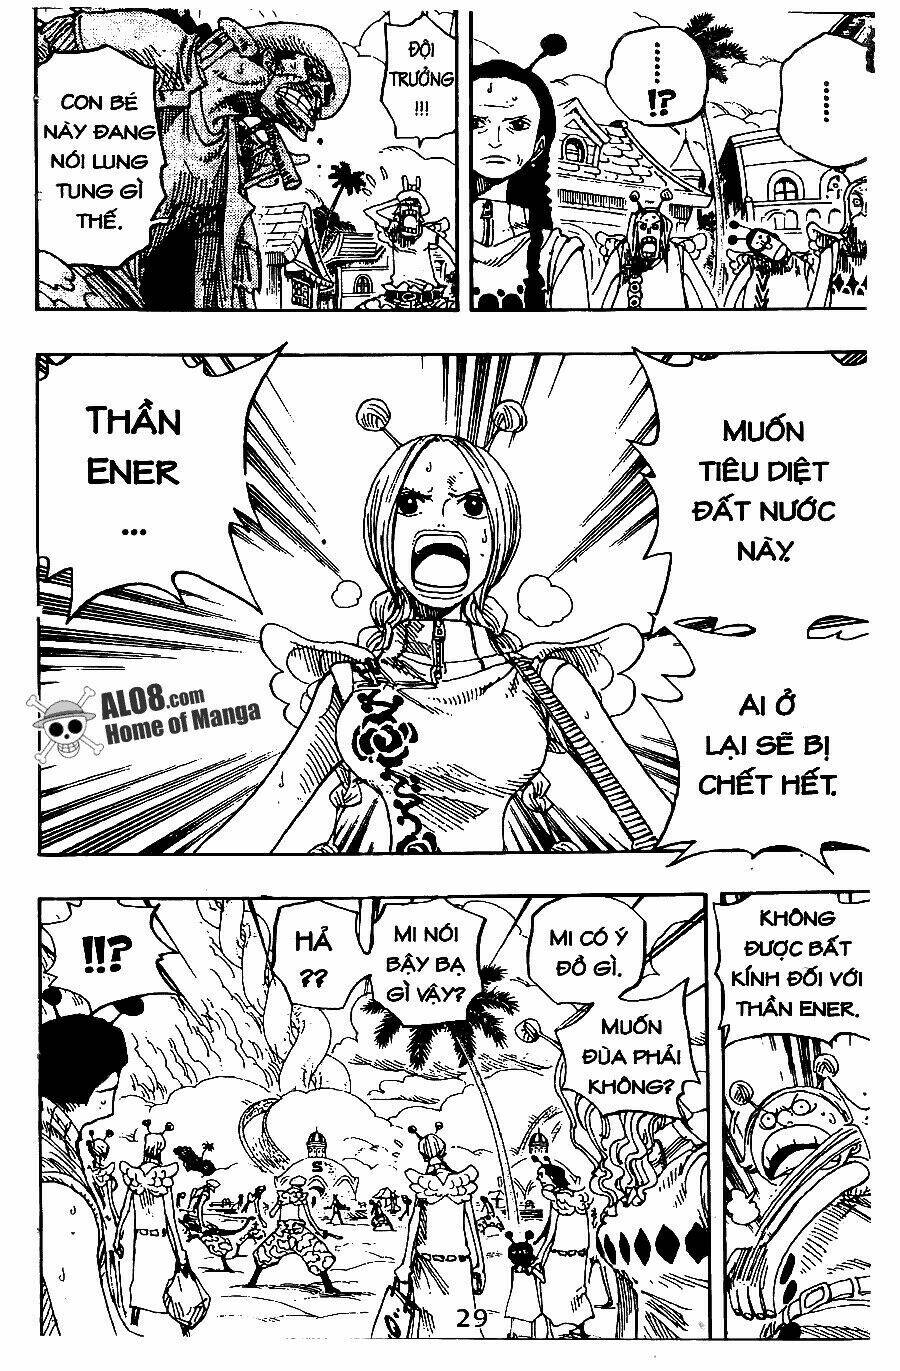 ĐỘI
TRƯỞNG
!!!
CON BÉ
NÀY ĐANG
NÓI LUNG
TUNG GÌ
THẾ.
........
!?
......
THẦN
ENER
...
MUỐN
TIÊU DIỆT
ĐẤT NƯỚC
NÀY.
AI Ở
LẠI SẼ BỊ
CHẾT HẾT.
ALO8.com
Home of Manga
!!?
HẢ
??
MI NÓI
BẬY BẠ
GÌ VẬY?
MI CÓ Ý
ĐỒ GÌ.
MUỐN
ĐÙA PHẢI
KHÔNG?
KHÔNG
ĐƯỢC BẤT
KÍNH ĐỐI VỚI
THẦN ENER.
S
29